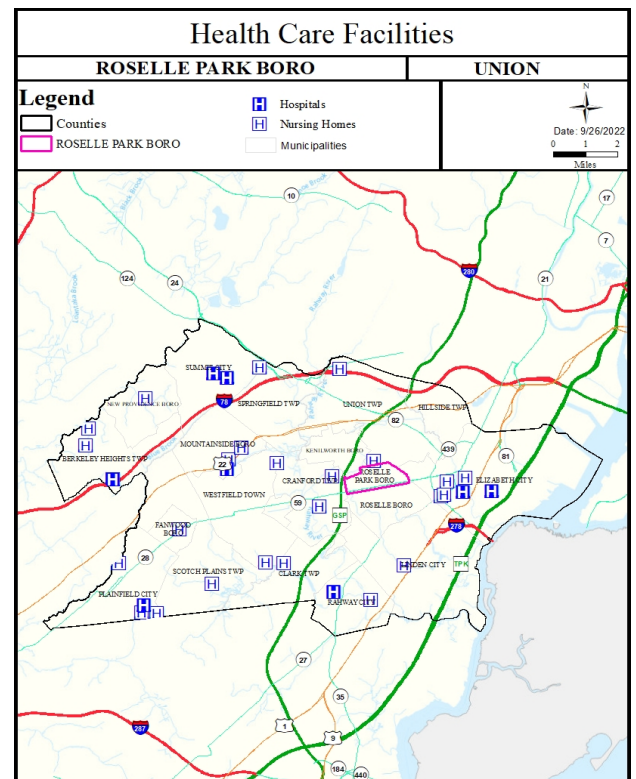 Health Care Facilities
ROSELLE PARK BORO
UNION
Legend
Counties
ROSELLE PARK BORO
H Hospitals
H Nursing Homes
Municipalities
N
Date: 9/26/2022
0 1 2
Miles
10
17
7
280
21
124
24
SUMMIT CITY
78
SPRINGFIELD TWP
NEW PROVIDENCE BORO
UNION TWP
HILLSIDE TWP
82
MOUNTAINSIDE BORO
KENILWORTH BORO
439
81
BERKELEY HEIGHTS TWP
22
CRANFORD TWP
ROSELLE
PARK BORO
ELIZABETH CITY
WESTFIELD TOWN
59
ROSELLE BORO
GSP
278
FANWOOD
BORO
28
SCOTCH PLAINS TWP
CLARK TWP
LINDEN CITY
TPK
PLAINFIELD CITY
RAHWAY CITY
27
35
287
1
9
184
440